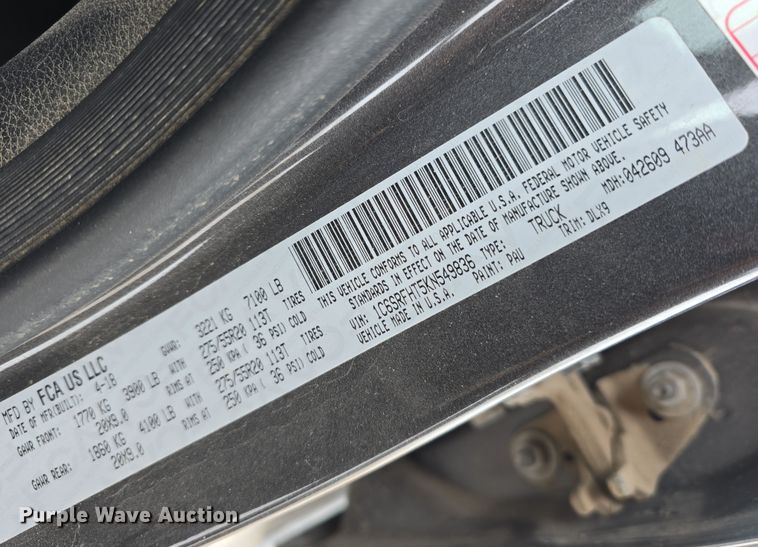 MFD BY FCA US LLC
DATE OF MFR(BUILT): 4-18
GAWR FRONT: 1770 KG 3900 LB
20X9.0 RIMS AT
GAWR REAR: 1860 KG 4100 LB
20X9.0 RIMS AT
GVWR: 3221 KG 7100 LB
275/55R20 113T TIRES
250 KPA ( 36 PSI) COLD
275/55R20 113T TIRES
250 KPA ( 36 PSI) COLD
THIS VEHICLE CONFORMS TO ALL APPLICABLE U.S.A. FEDERAL MOTOR VEHICLE SAFETY
STANDARDS IN EFFECT ON THE DATE OF MANUFACTURE SHOWN ABOVE.
VIN: 1C6SRFHT5KN549836 TYPE: TRUCK MDH: 042609 473AA
VEHICLE MADE IN U.S.A. PAINT: PAU TRIM: DLX9
Purple Wave Auction